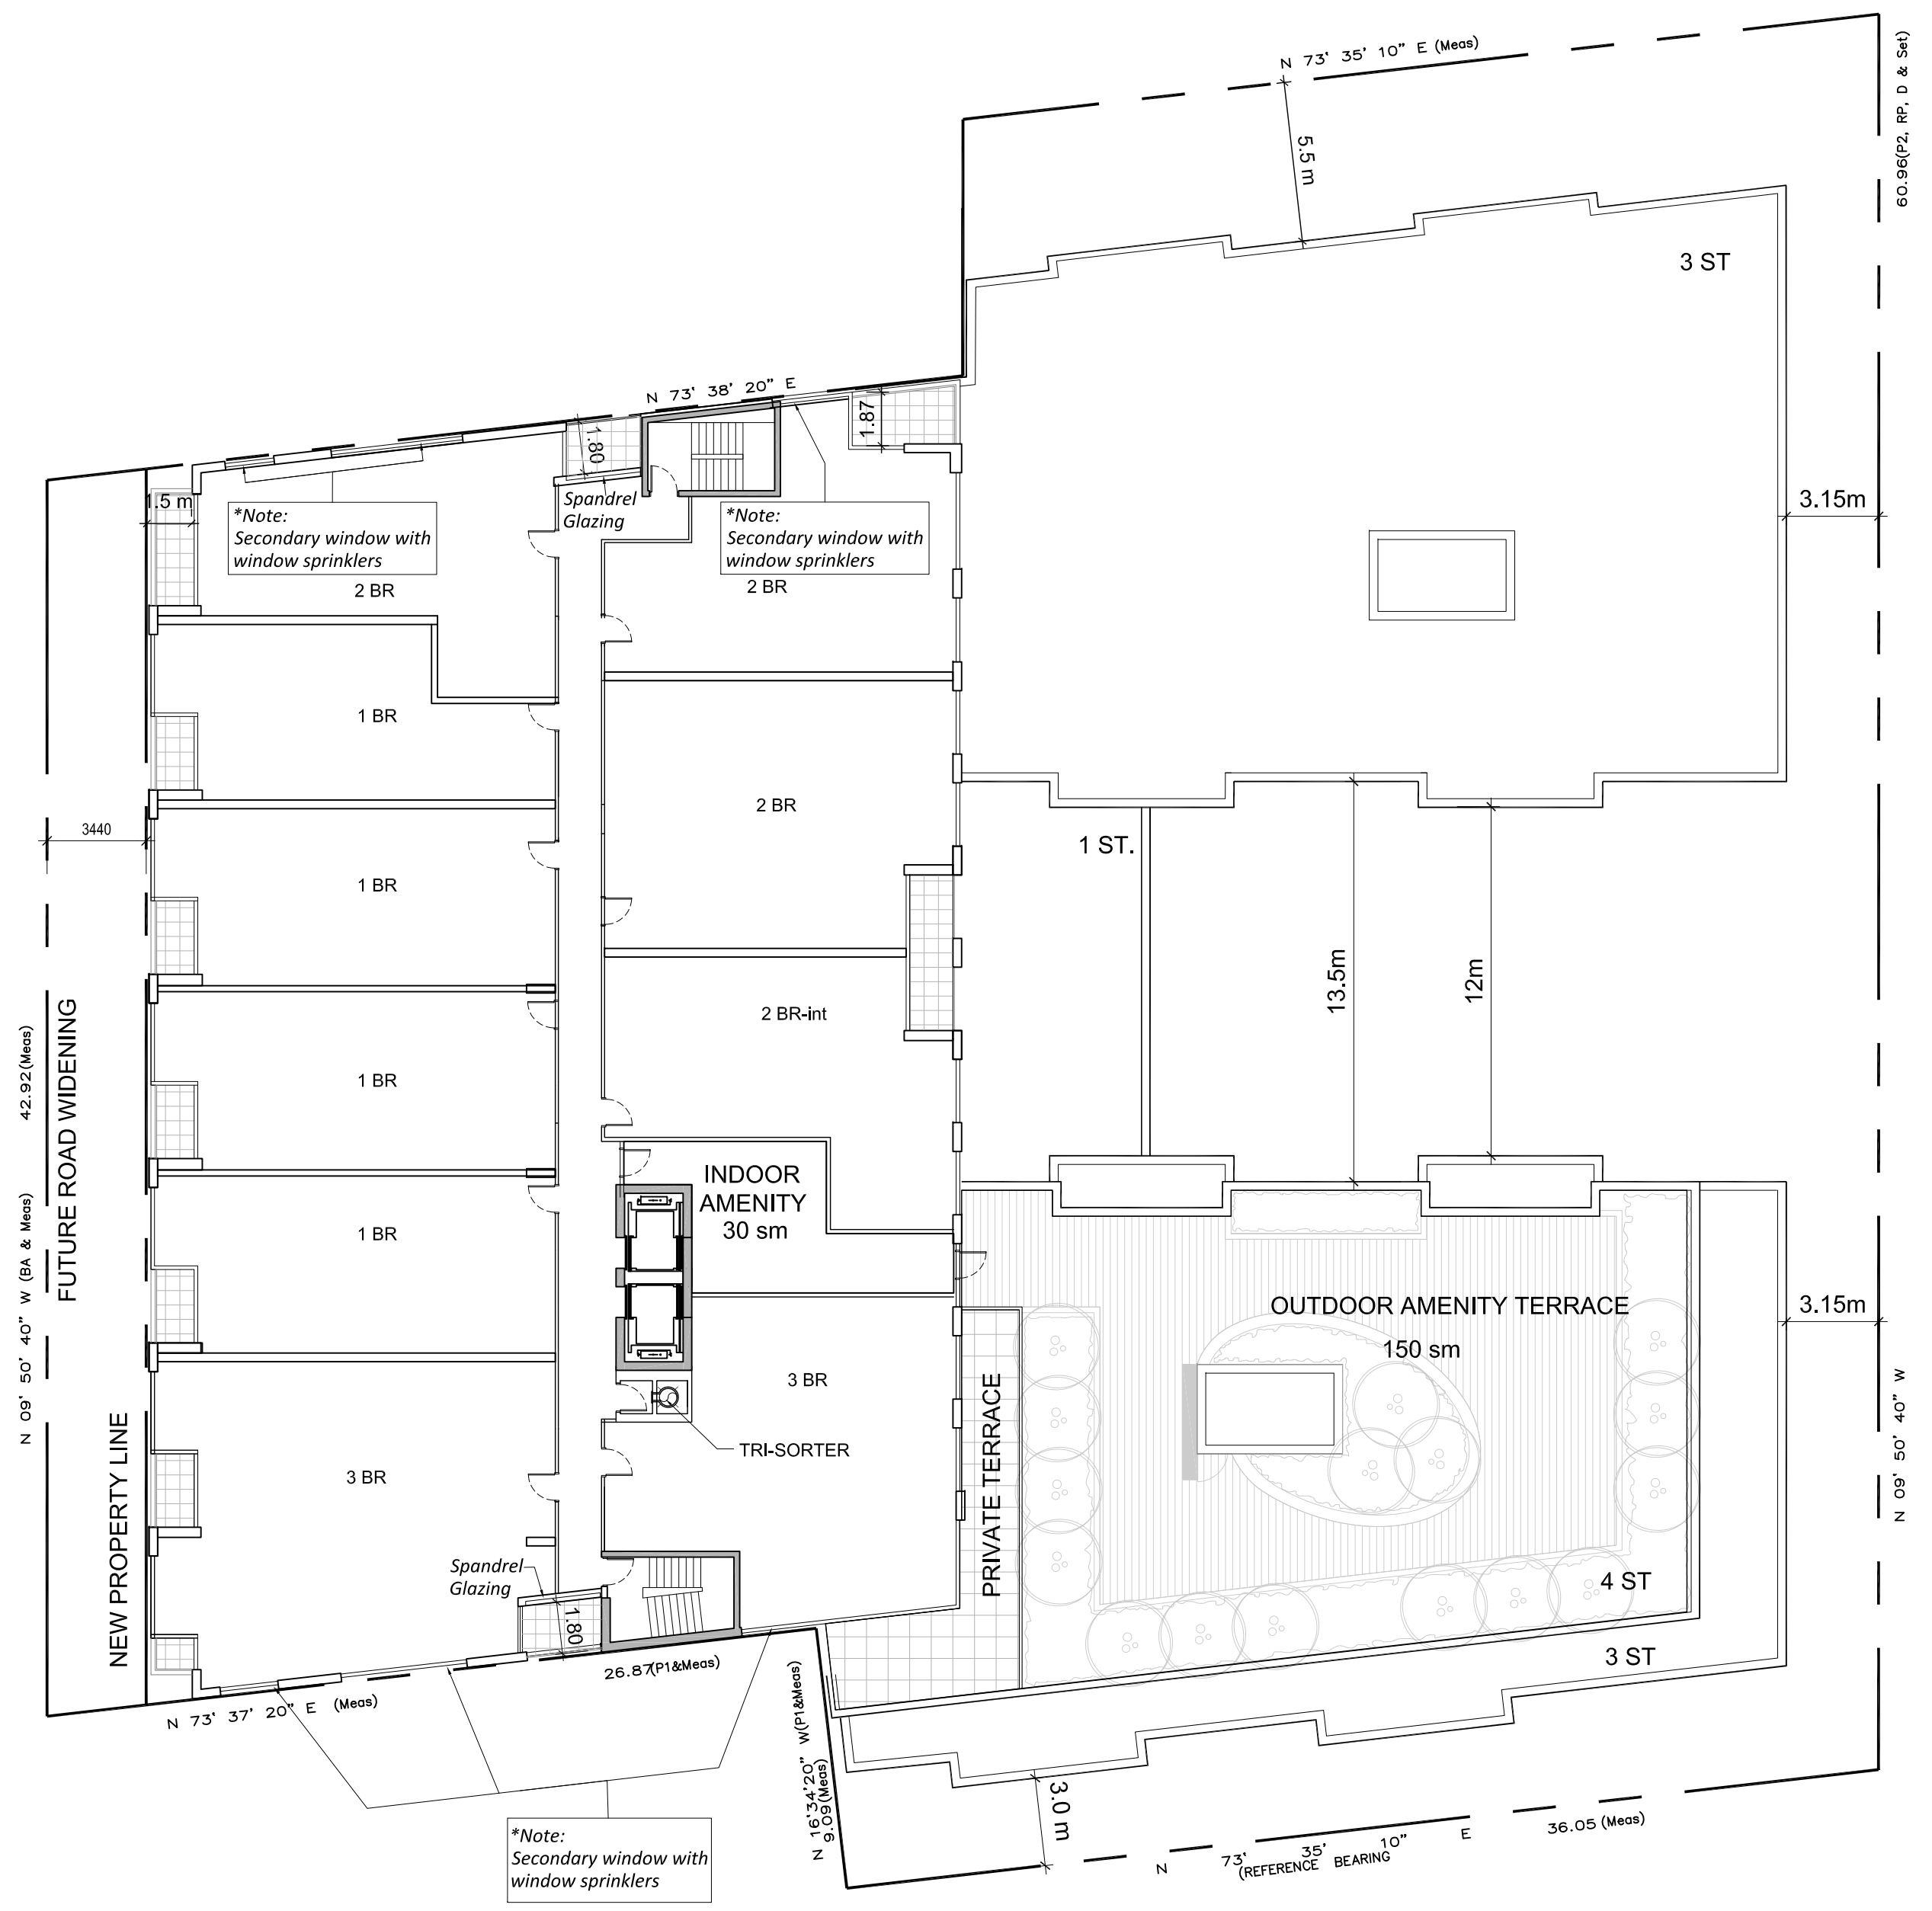 N 73' 35' 10" E (Meas)
60.96(P2, RP, D & Set)
5.5 m
3 ST
N 73' 38' 20" E
1.87
1.80
1.5 m
Spandrel
Glazing
*Note:
Secondary window with
window sprinklers
*Note:
Secondary window with
window sprinklers
3.15m
2 BR
2 BR
1 BR
2 BR
3440
1 ST.
1 BR
13.5m
12m
2 BR-int
1 BR
42.92(Meas)
FUTURE ROAD WIDENING
INDOOR
AMENITY
30 sm
1 BR
N 09' 50' 40" W (BA & Meas)
OUTDOOR AMENITY TERRACE
150 sm
3.15m
3 BR
PRIVATE TERRACE
TRI-SORTER
N 09' 50' 40" W
3 BR
NEW PROPERTY LINE
Spandrel
Glazing
1.80
4 ST
3 ST
26.87(P1&Meas)
N 73' 37' 20" E (Meas)
N 16'34'20" W(P1&Meas)
9.09(Meas)
3.0 m
*Note:
Secondary window with
window sprinklers
N 73' 35' 10" E 36.05 (Meas)
(REFERENCE BEARING